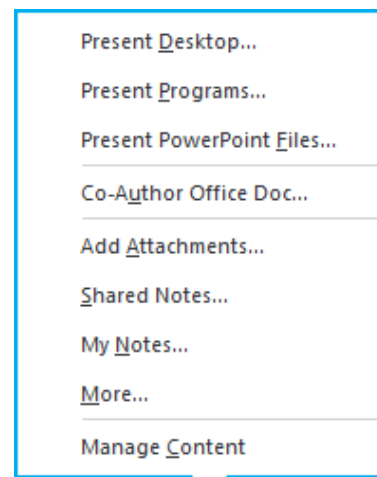 Present Desktop...
Present Programs...
Present PowerPoint Files...
Co-Author Office Doc...
Add Attachments...
Shared Notes...
My Notes...
More...
Manage Content